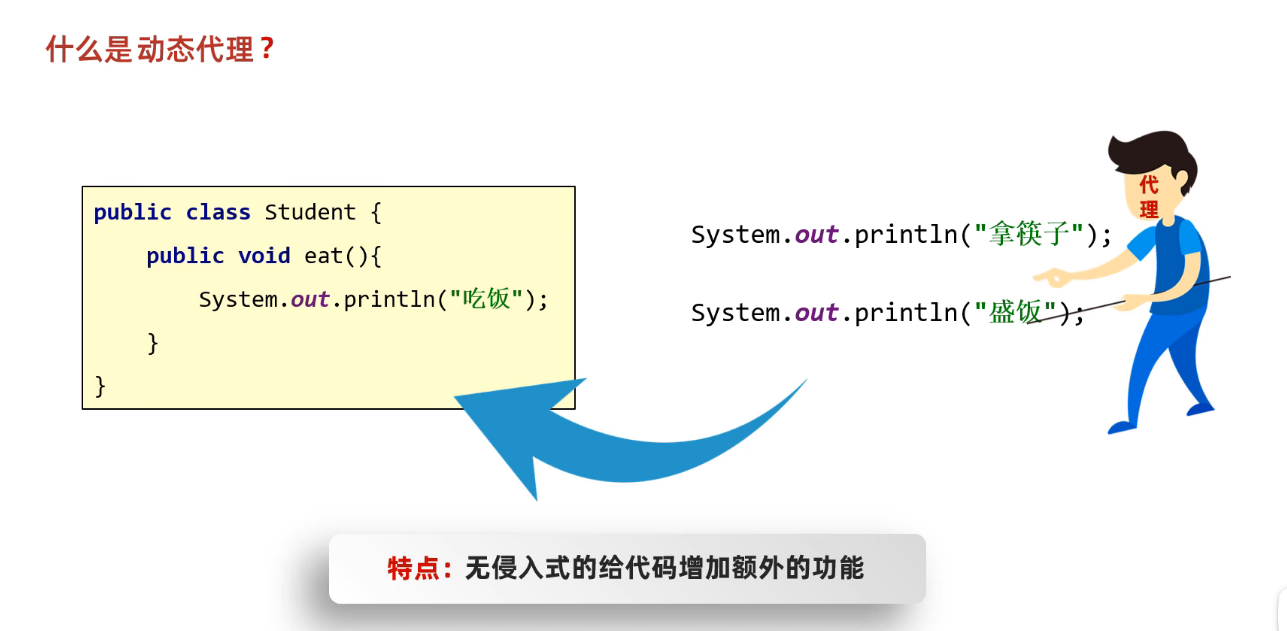 什么是动态代理？
public class Student {
public void eat(){
System.out.println("吃饭");
}
}
System.out.println("拿筷子");
System.out.println("盛饭");
代
理
特点：无侵入式的给代码增加额外的功能